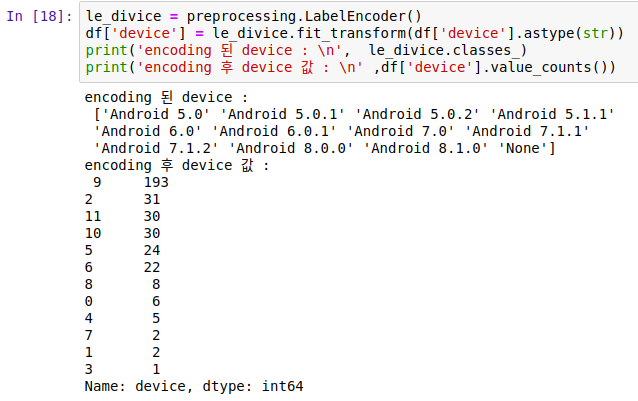 In [18]: le_divice = preprocessing.LabelEncoder()
df['device'] = le_divice.fit_transform(df['device'].astype(str))
print('encoding 된 device : \n',  le_divice.classes_)
print('encoding 후 device 값 : \n' ,df['device'].value_counts())
encoding 된 device :
['Android 5.0' 'Android 5.0.1' 'Android 5.0.2' 'Android 5.1.1'
'Android 6.0' 'Android 6.0.1' 'Android 7.0' 'Android 7.1.1'
'Android 7.1.2' 'Android 8.0.0' 'Android 8.1.0' 'None']
encoding 후 device 값 :
9     193
2      31
11     30
10     30
5      24
6      22
8       8
0       6
4       5
7       2
1       2
3       1
Name: device, dtype: int64